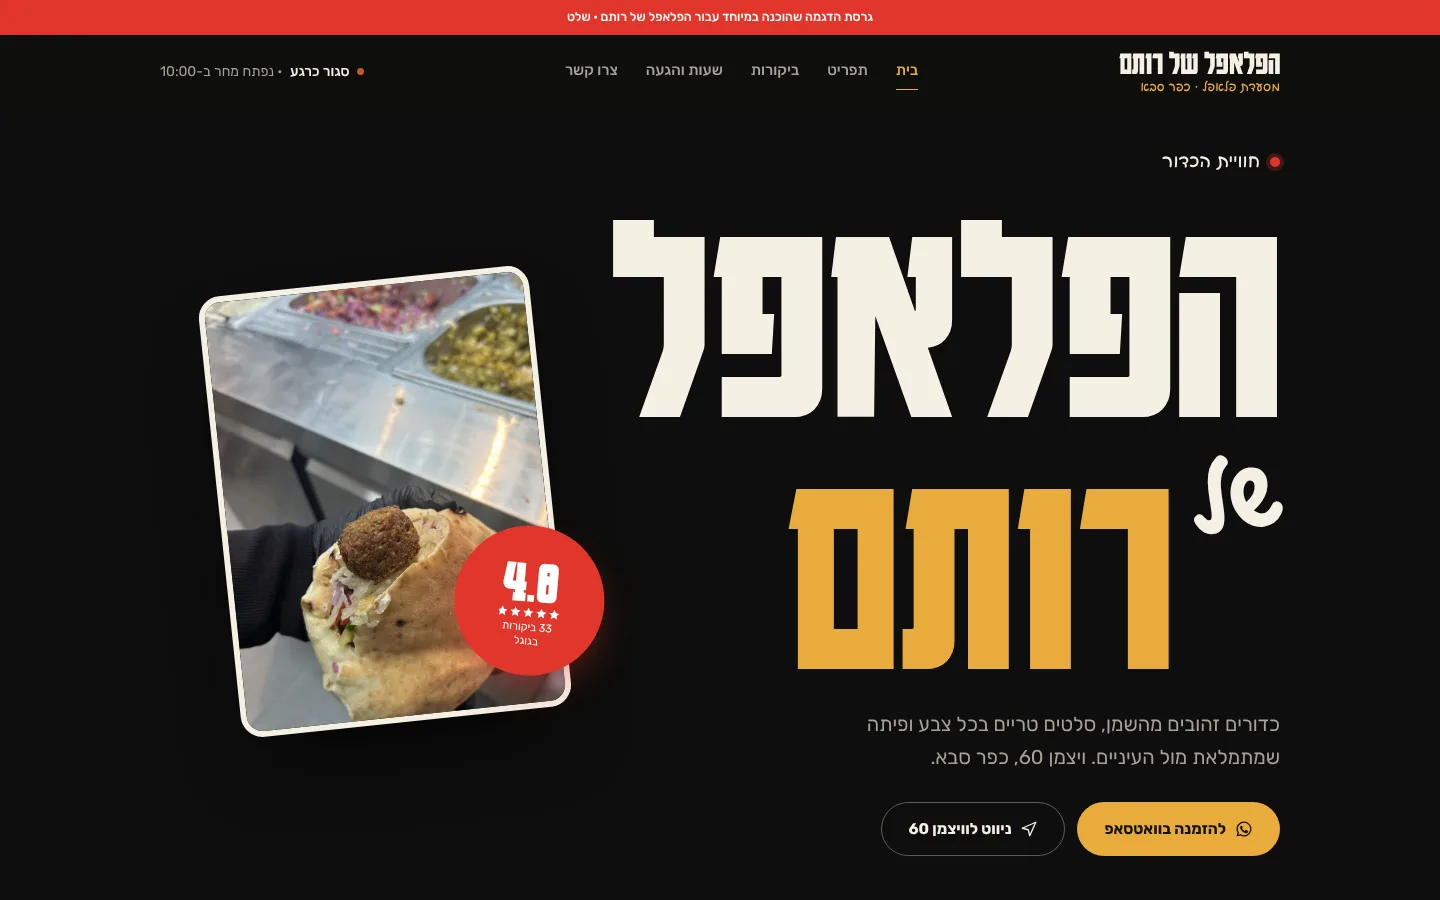 גרסת הדגמה שהוכנה במיוחד עבור הפלאפל של רותם • שלט
הפלאפל של רותם
מסעדת פלאפל · כפר סבא
בית
תפריט
ביקורות
שעות והגעה
צרו קשר
סגור כרגע · נפתח מחר ב-10:00
חוויית הכדור
הפלאפל
של
רותם
4.8
33 ביקורות
בגוגל
כדורים זהובים מהשמן, סלטים טריים בכל צבע ופיתה
שמתמלאת מול העיניים. ויצמן 60, כפר סבא.
להזמנה בוואטסאפ
ניווט לוויצמן 60